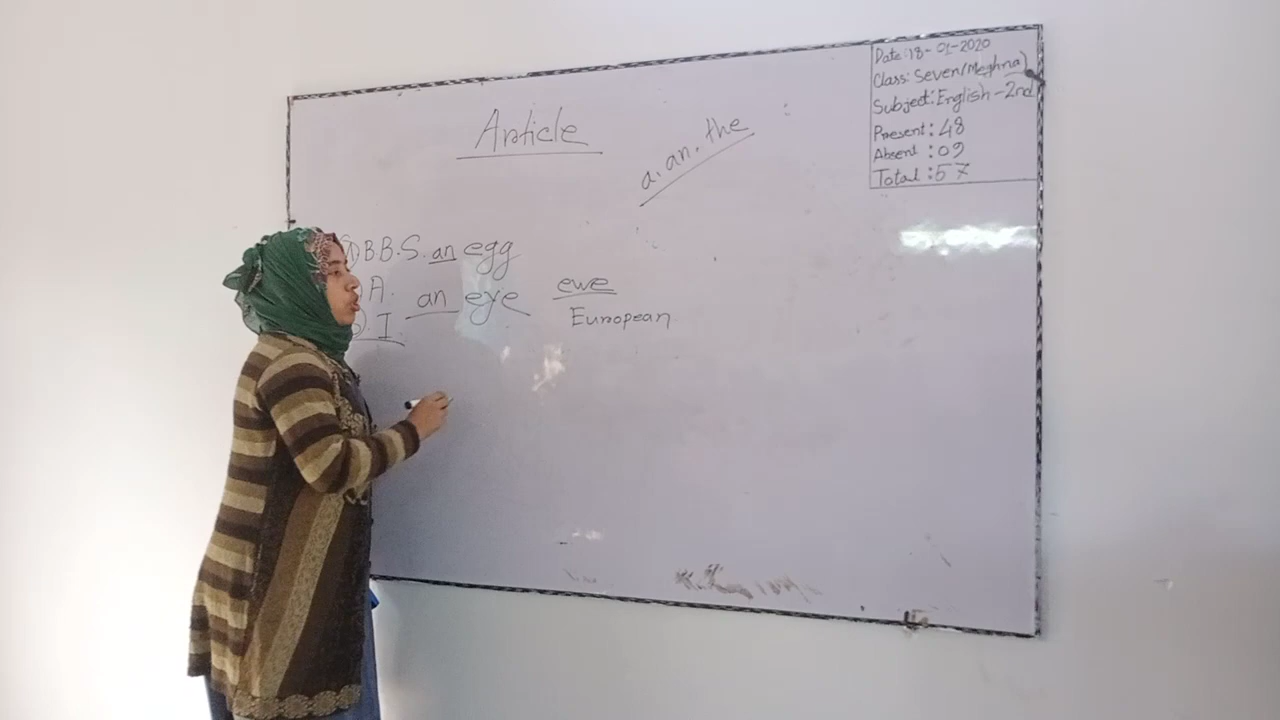 Article
a. an. the
Date: 18-01-2020
Class: Seven/(Meghna)
Subject: English-2nd
Present: 48
Absent: 09
Total: 57
B B.S. an egg
A. an eye ewe
I. European